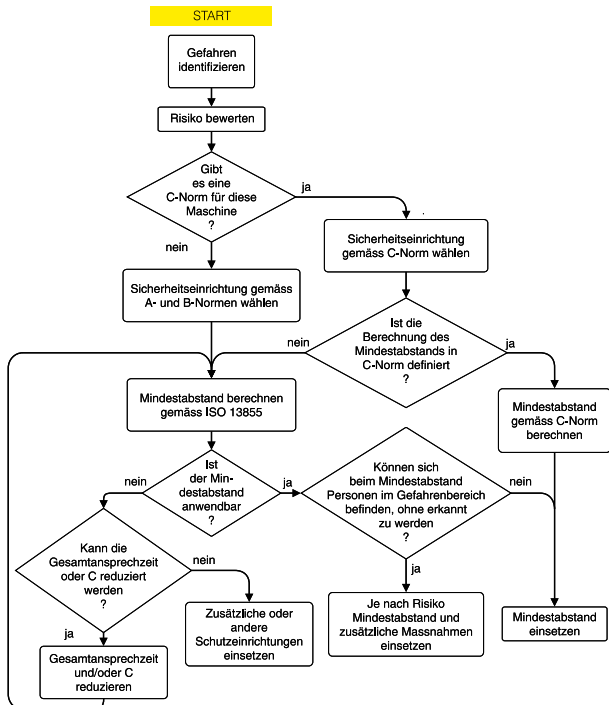 START
Gefahren
identifizieren
Risiko bewerten
Gibt
es eine
C-Norm für diese
Maschine
?
ja
nein
Sicherheitseinrichtung
gemäss C-Norm wählen
Sicherheitseinrichtung gemäss
A- und B-Normen wählen
Ist die
Berechnung des
Mindestabstands in
C-Norm definiert
?
nein
ja
Mindestabstand berechnen
gemäss ISO 13855
Mindestabstand
gemäss C-Norm
berechnen
Ist
der Min-
destabstand
anwendbar
?
nein
ja
Können sich
beim Mindestabstand
Personen im Gefahrenbereich
befinden, ohne erkannt
zu werden
?
nein
ja
Kann die
Gesamtansprechzeit
oder C reduziert
werden
?
nein
ja
Zusätzliche oder
andere
Schutzeinrichtungen
einsetzen
Je nach Risiko
Mindestabstand und
zusätzliche Massnahmen
einsetzen
Mindestabstand
einsetzen
Gesamtansprechzeit
und/oder C
reduzieren